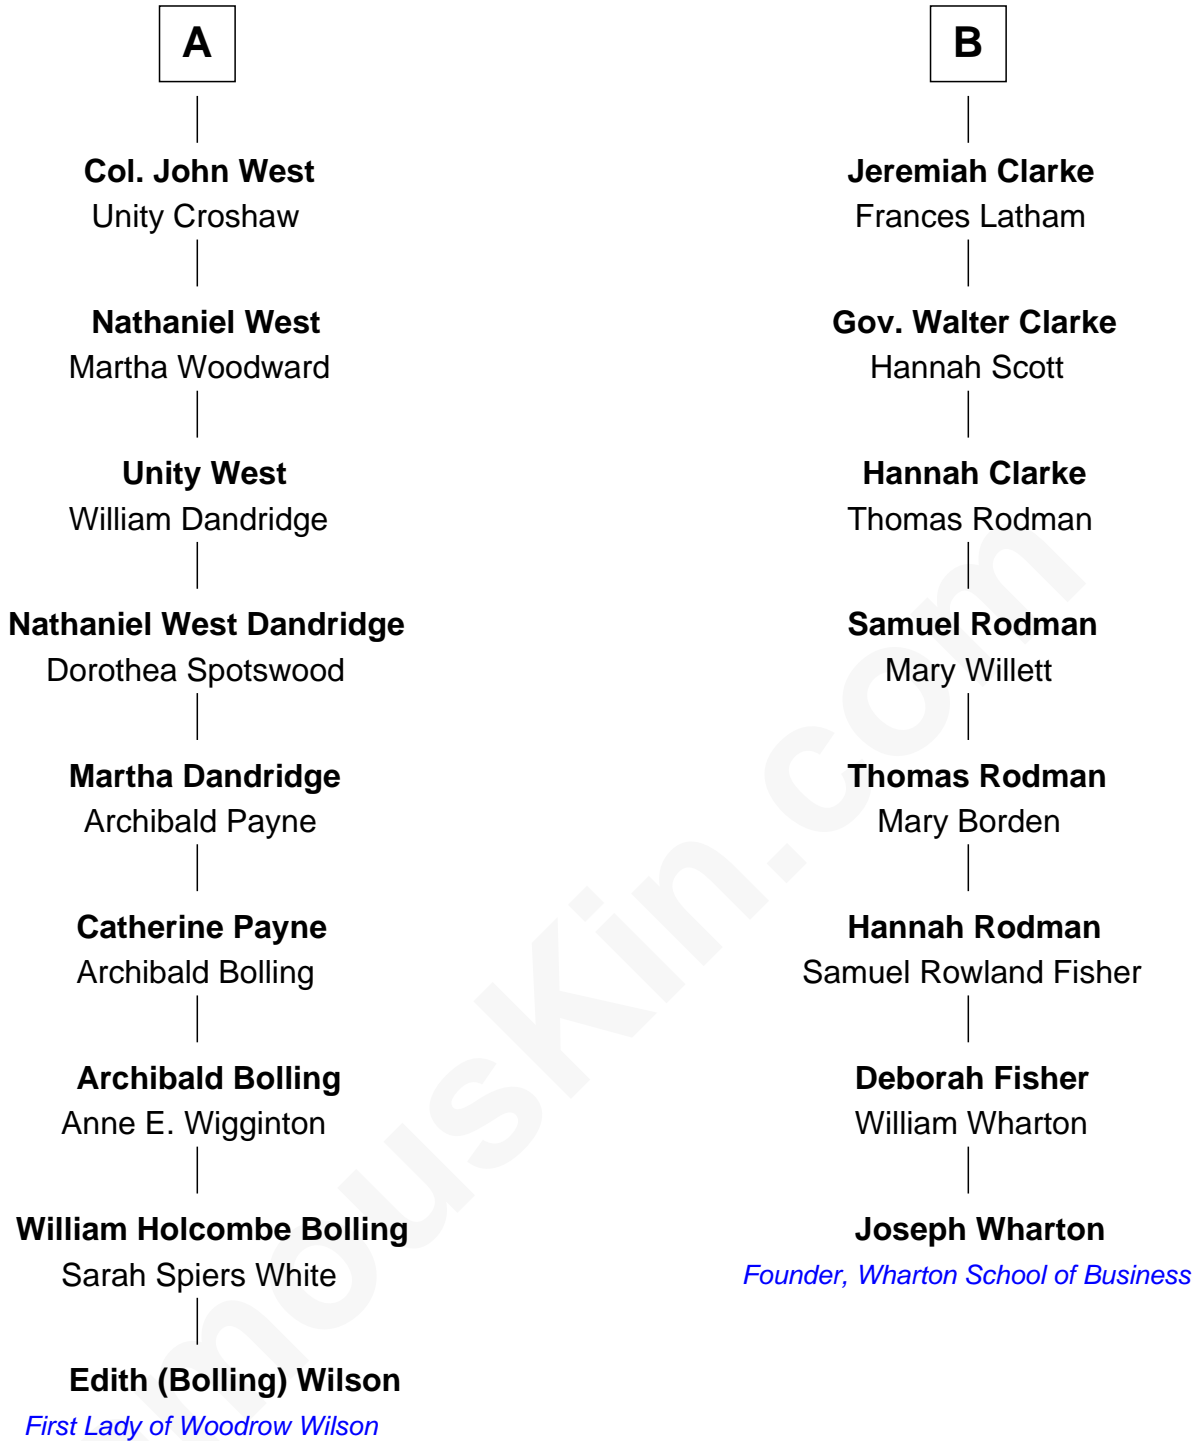 A
Col. John West
Unity Croshaw
Nathaniel West
Martha Woodward
Unity West
William Dandridge
Nathaniel West Dandridge
Dorothea Spotswood
Martha Dandridge
Archibald Payne
Catherine Payne
Archibald Bolling
Archibald Bolling
Anne E. Wigginton
William Holcombe Bolling
Sarah Spiers White
Edith (Bolling) Wilson
First Lady of Woodrow Wilson
B
Jeremiah Clarke
Frances Latham
Gov. Walter Clarke
Hannah Scott
Hannah Clarke
Thomas Rodman
Samuel Rodman
Mary Willett
Thomas Rodman
Mary Borden
Hannah Rodman
Samuel Rowland Fisher
Deborah Fisher
William Wharton
Joseph Wharton
Founder, Wharton School of Business
mousKin.com